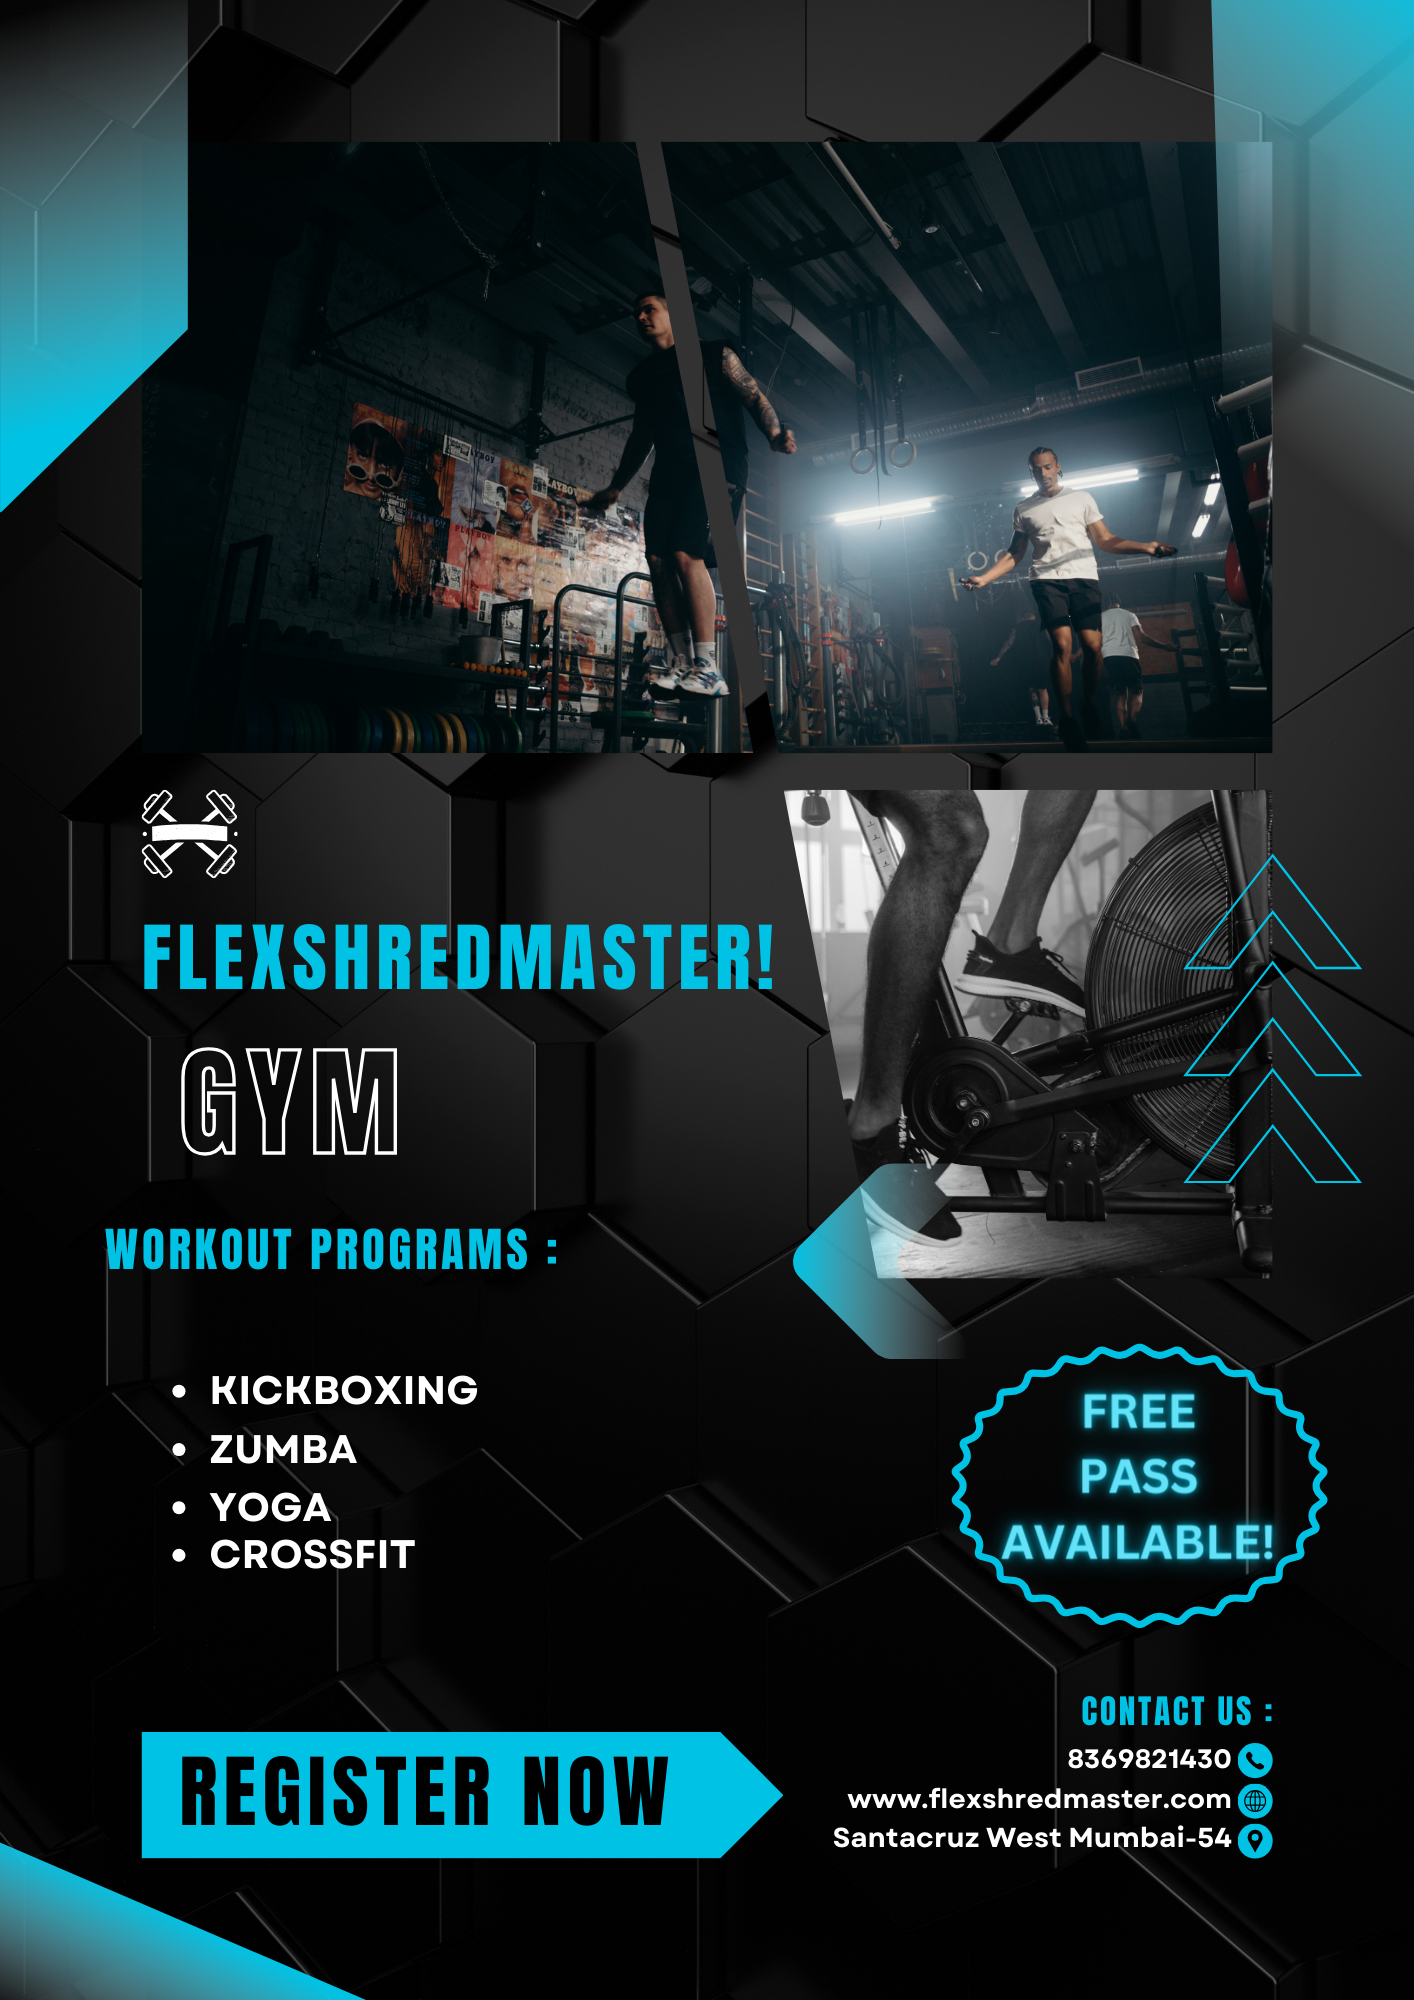 FLEXSHREDMASTER!
GYM
WORKOUT PROGRAMS :
• KICKBOXING
• ZUMBA
• YOGA
• CROSSFIT
FREE
PASS
AVAILABLE!
REGISTER NOW
CONTACT US :
8369821430
www.flexshredmaster.com
Santacruz West Mumbai-54